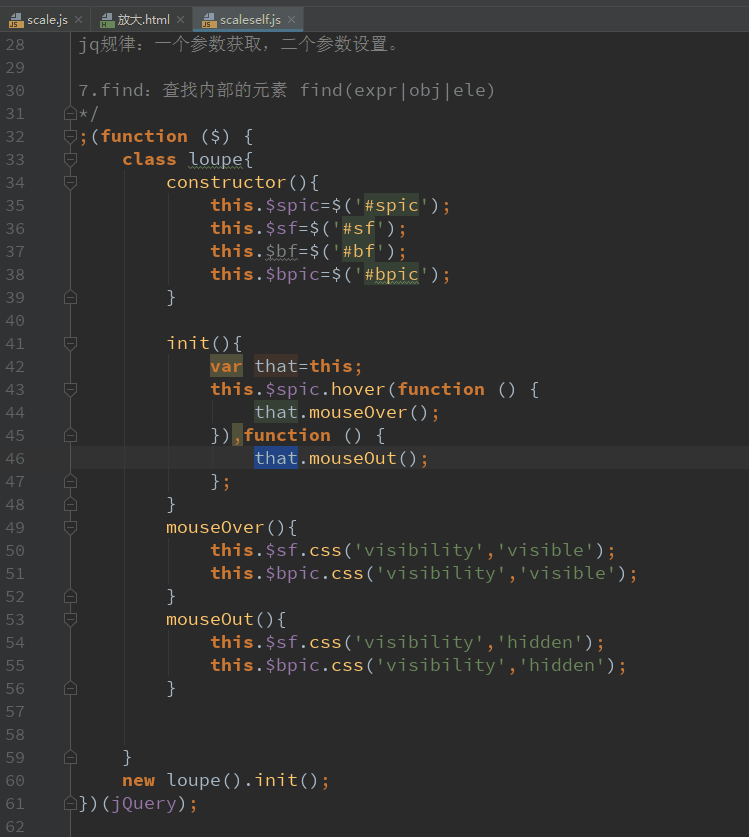 scale.js
放大.html
scaleself.js
28 jq规律：一个参数获取，二个参数设置。
29
30 7.find：查找内部的元素 find(expr|obj|ele)
31 */
32 ;(function ($) {
33     class loupe{
34         constructor(){
35             this.$spic=$('#spic');
36             this.$sf=$('#sf');
37             this.$bf=$('#bf');
38             this.$bpic=$('#bpic');
39         }
40
41         init(){
42             var that=this;
43             this.$spic.hover(function () {
44                 that.mouseOver();
45             }),function () {
46                 that.mouseOut();
47             };
48         }
49         mouseOver(){
50             this.$sf.css('visibility','visible');
51             this.$bpic.css('visibility','visible');
52         }
53         mouseOut(){
54             this.$sf.css('visibility','hidden');
55             this.$bpic.css('visibility','hidden');
56         }
57
58
59     }
60     new loupe().init();
61 })(jQuery);
62